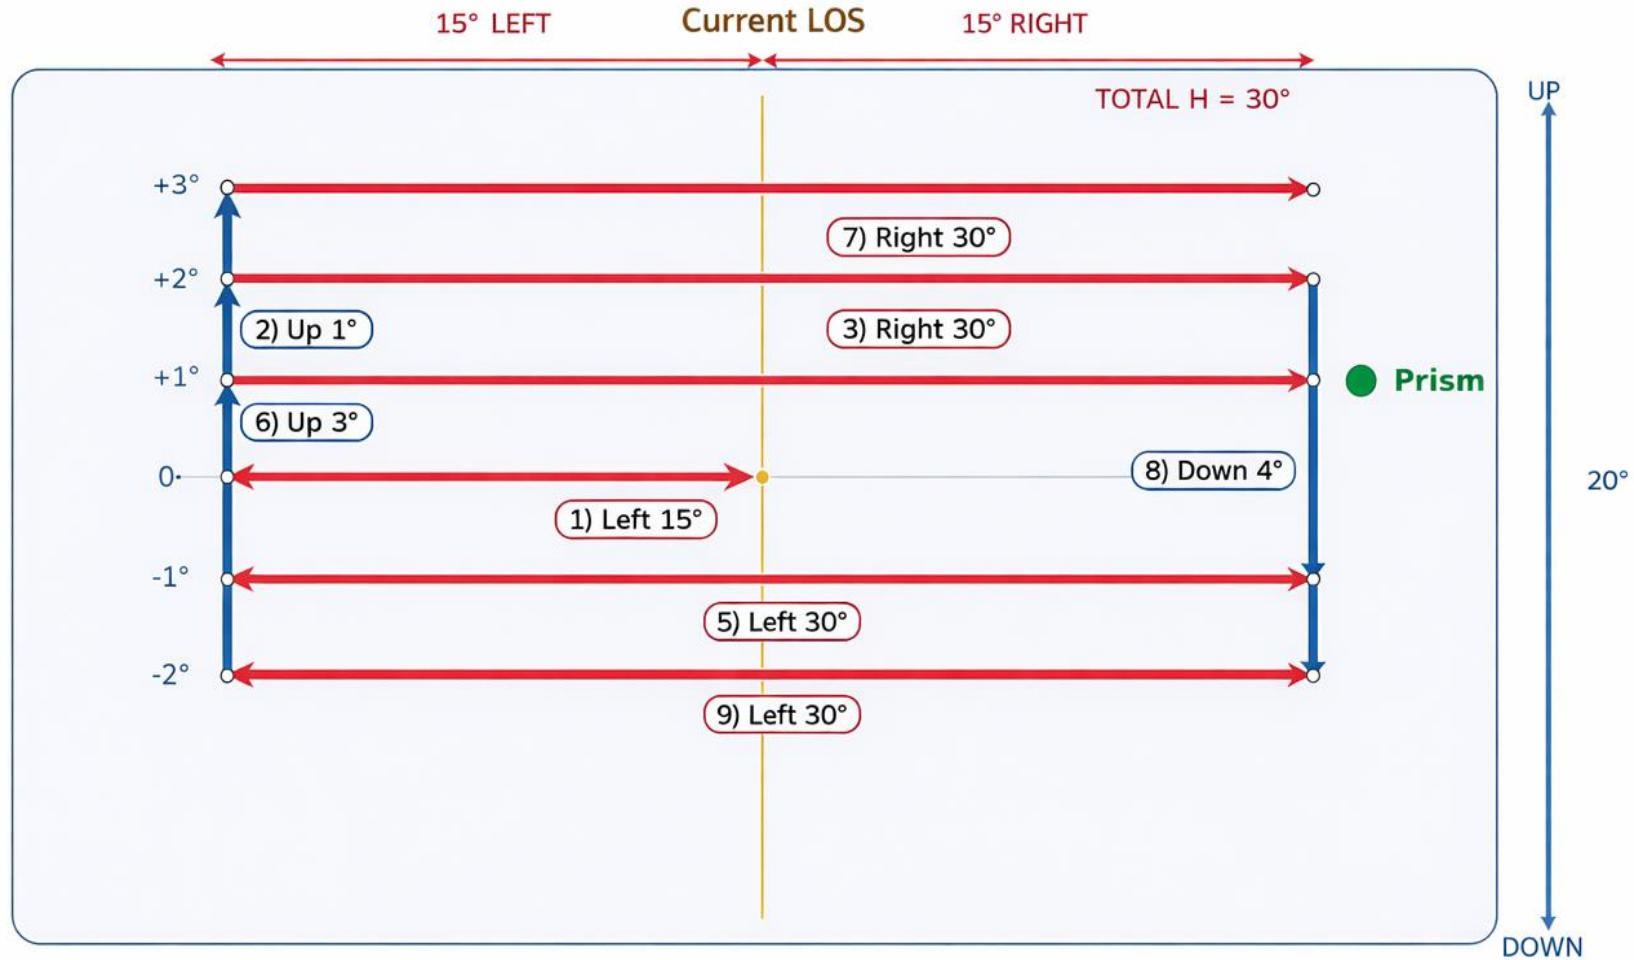 15° LEFT
Current LOS
15° RIGHT
UP
TOTAL H = 30°
+3°
7) Right 30°
+2°
2) Up 1°
3) Right 30°
+1°
Prism
6) Up 3°
0
8) Down 4°
20°
1) Left 15°
-1°
5) Left 30°
-2°
9) Left 30°
DOWN